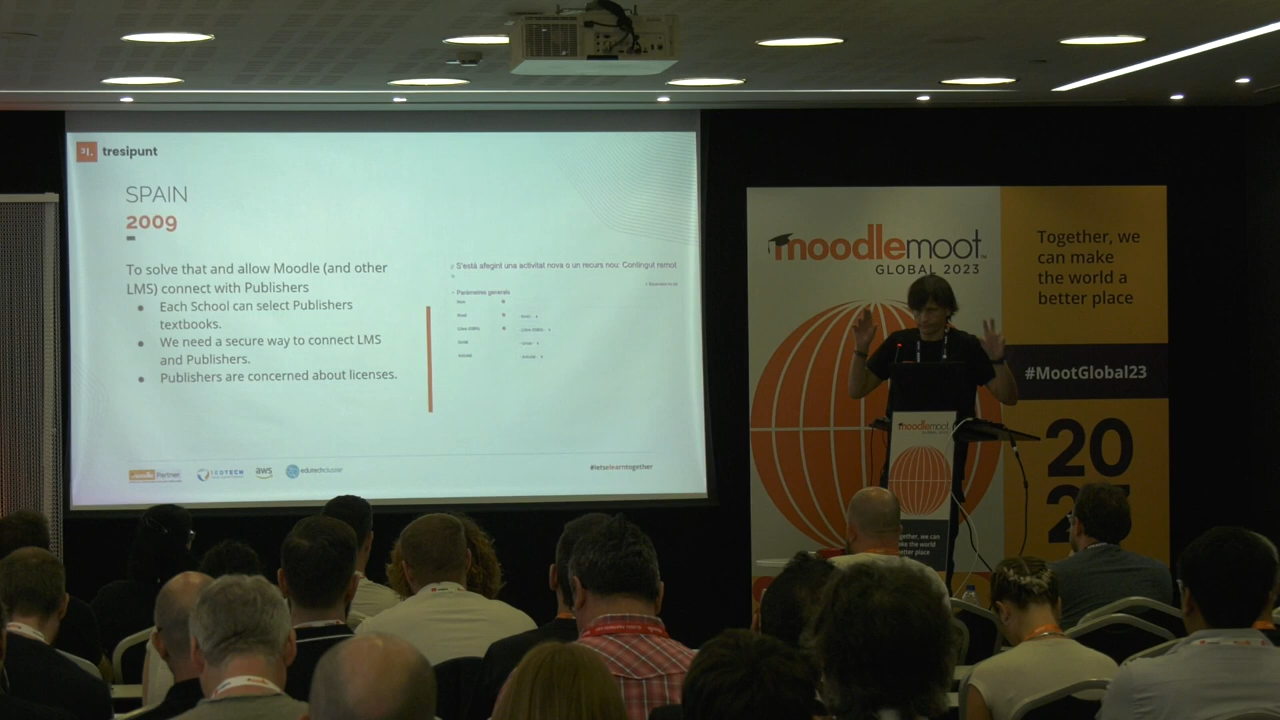 tresipunt
SPAIN
2009
To solve that and allow Moodle (and other
LMS) connect with Publishers
● Each School can select Publishers
textbooks.
● We need a secure way to connect LMS
and Publishers.
● Publishers are concerned about licenses.
S'està afegint una activitat nova o un recurs nou: Contingut remot
Paràmetres generals
Nivell
moodle Partner
aws
edutechcluster
#letselearntogether
moodlemoot
GLOBAL 2023
Together, we
can make
the world a
better place
#MootGlobal23
20
moodlemoot
together, we can
make the world
better place